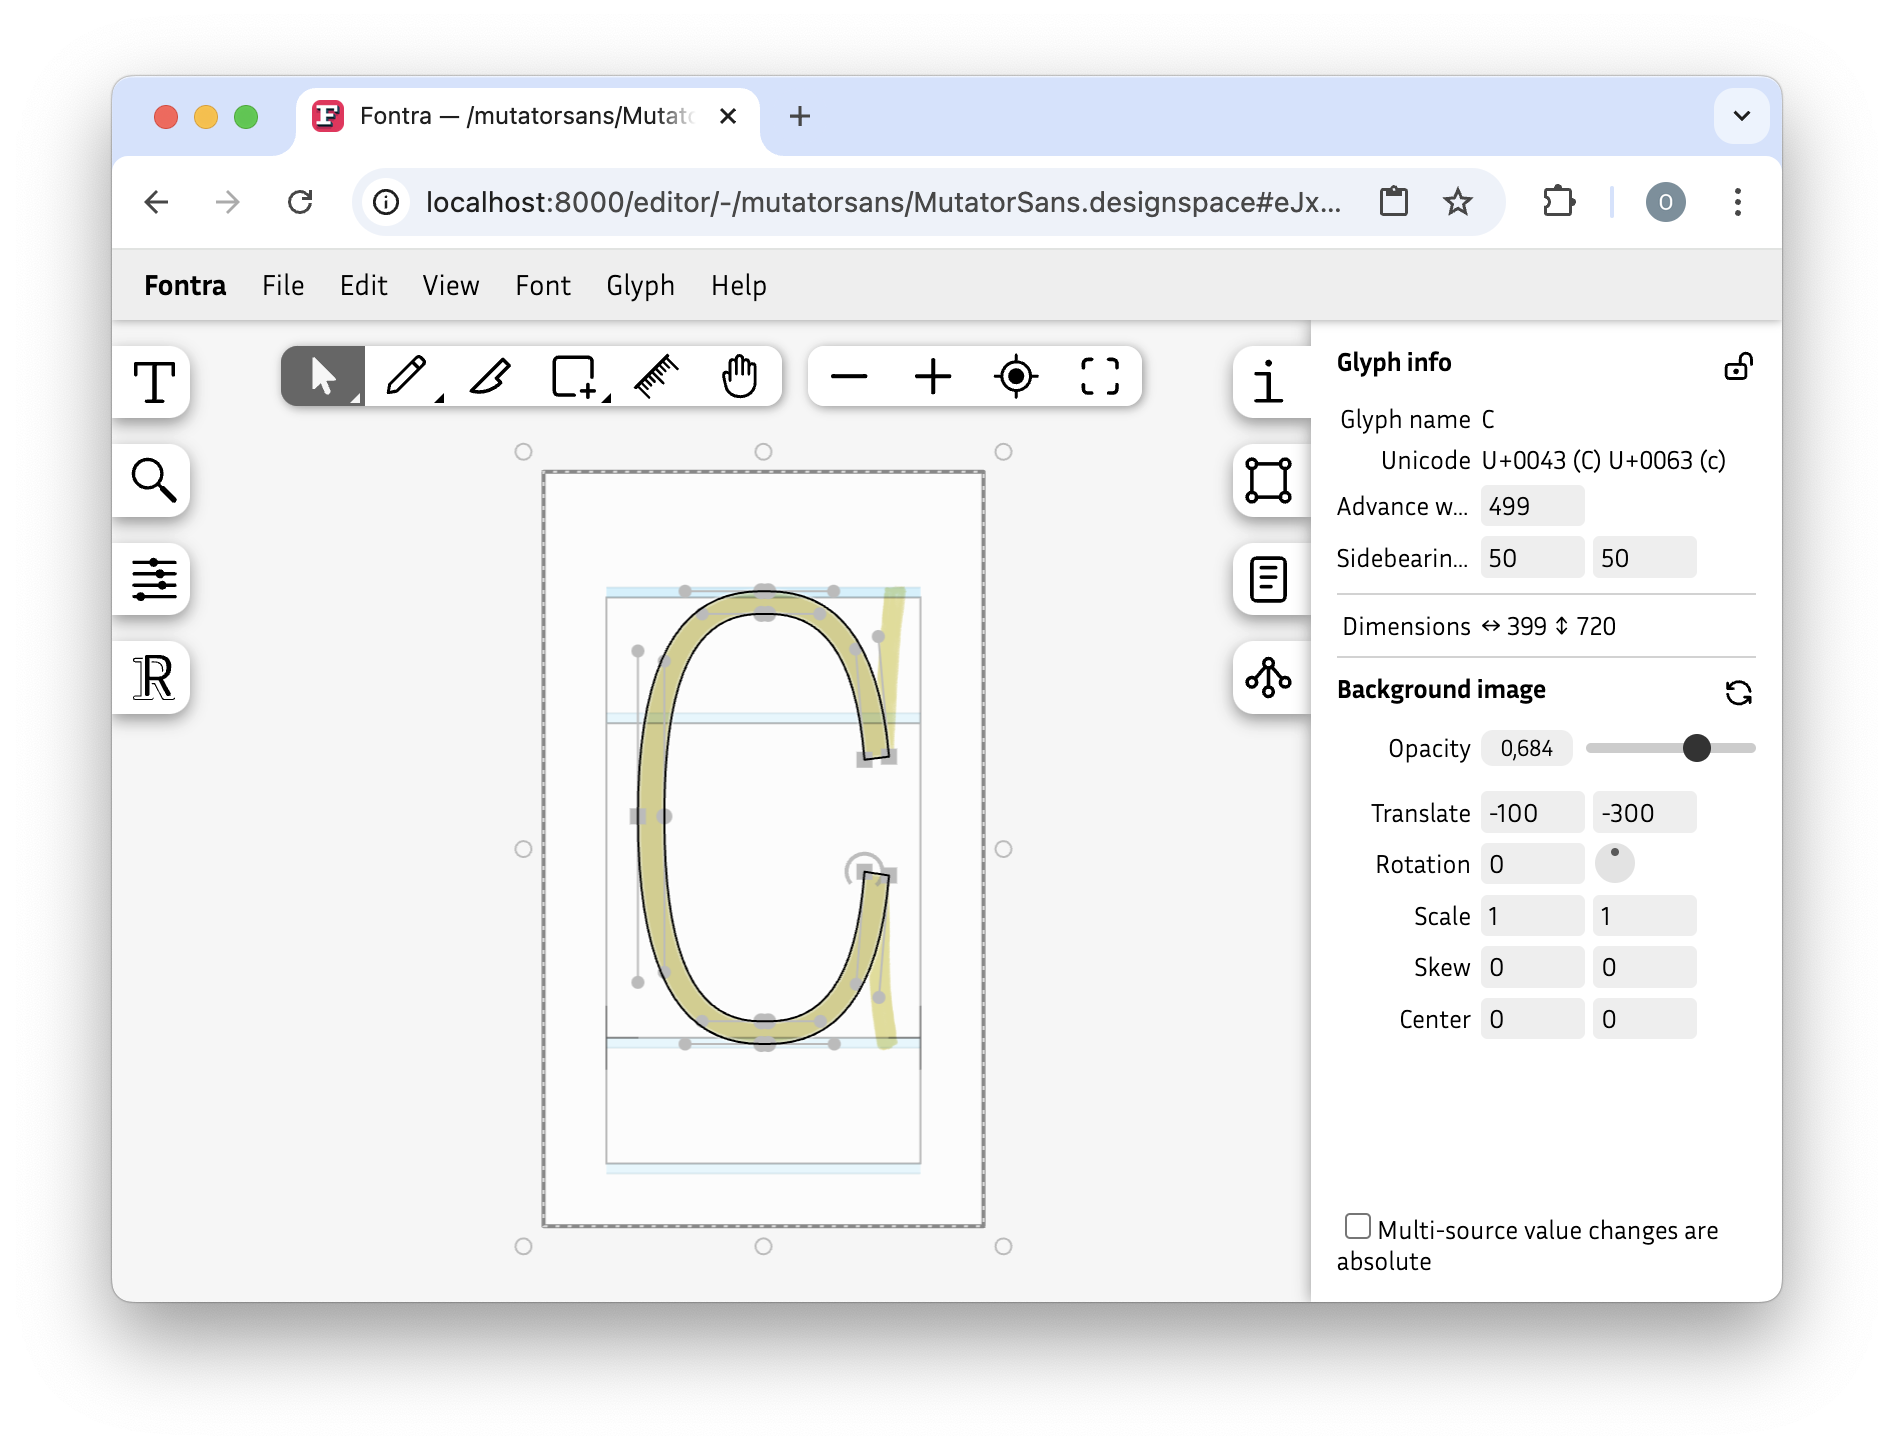 Fontra — /mutatorsans/Mutat
localhost:8000/editor/-/mutatorsans/MutatorSans.designspace#eJx...
O
Fontra File Edit View Font Glyph Help
Glyph info
Glyph name C
Unicode U+0043 (C) U+0063 (c)
Advance w... 499
Sidebearin... 50 50
Dimensions ↔ 399 ↕ 720
Background image
Opacity 0,684
Translate -100 -300
Rotation 0
Scale 1 1
Skew 0 0
Center 0 0
Multi-source value changes are
absolute